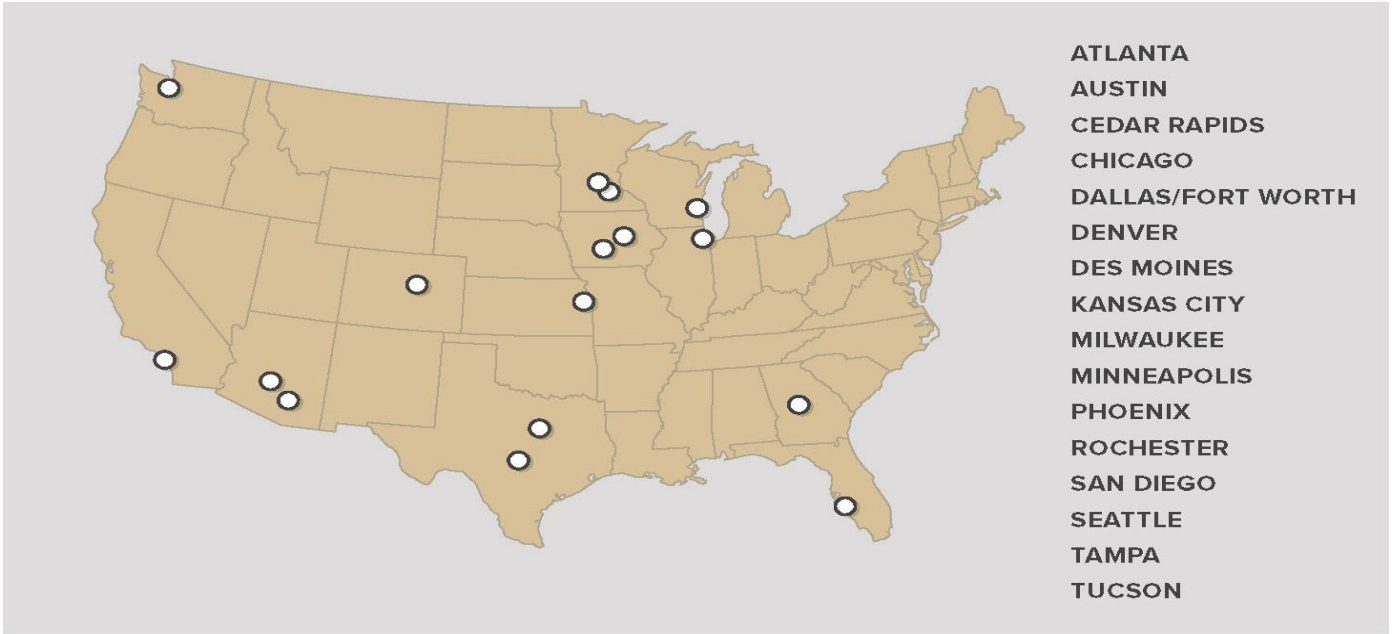 ATLANTA
AUSTIN
CEDAR RAPIDS
CHICAGO
DALLAS/FORT WORTH
DENVER
DES MOINES
KANSAS CITY
MILWAUKEE
MINNEAPOLIS
PHOENIX
ROCHESTER
SAN DIEGO
SEATTLE
TAMPA
TUCSON